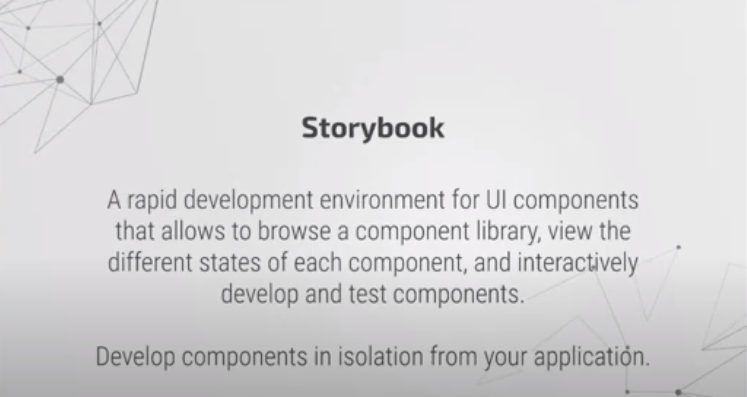 Storybook
A rapid development environment for UI components
that allows to browse a component library, view the
different states of each component, and interactively
develop and test components.
Develop components in isolation from your application.